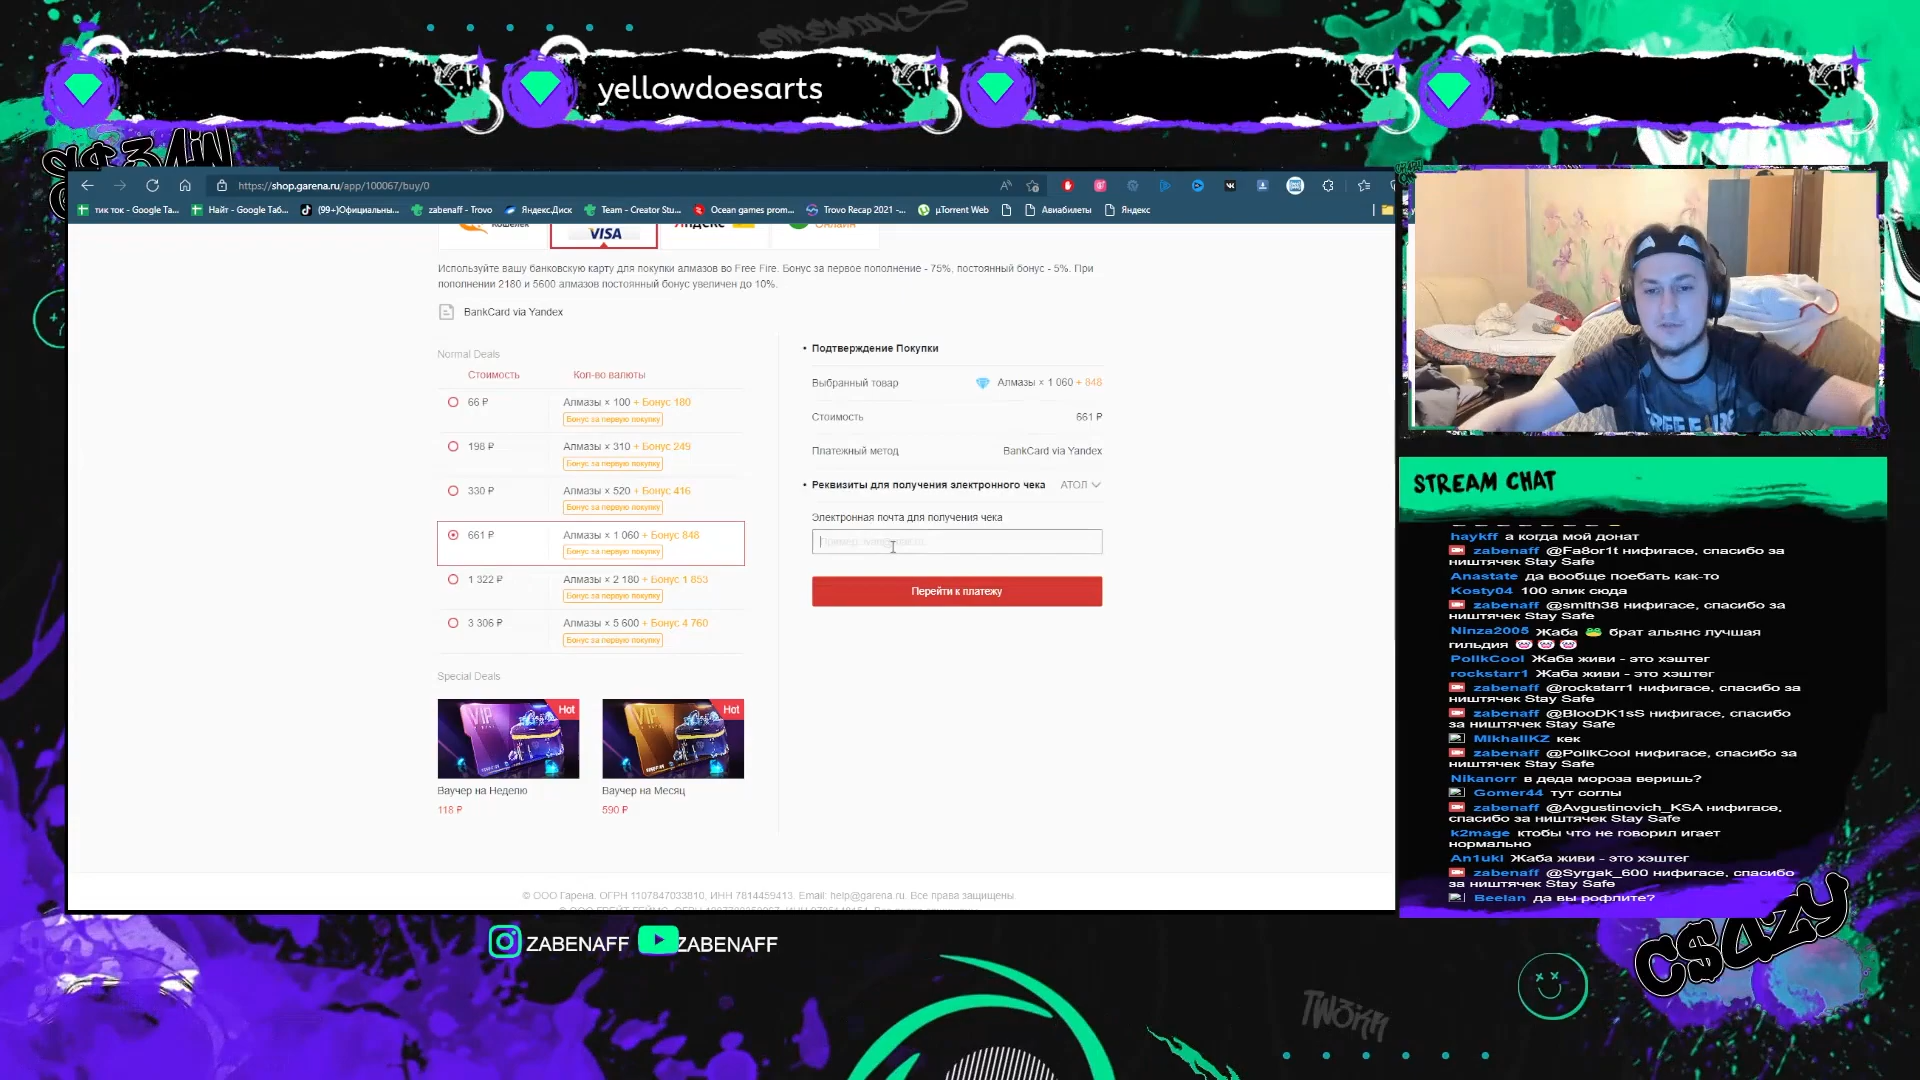 yellowdoesarts
https://shop.garena.ru/app/100067/buy/0
тик ток - Google Та...
Найт - Google Таб...
(99+)Официальны...
zabenaff - Trovo
Яндекс.Диск
Team - Creator Stu...
Ocean games prom...
Trovo Recap 2021 -...
µTorrent Web
Авиабилеты
Яндекс
VISA
Используйте вашу банковскую карту для покупки алмазов во Free Fire. Бонус за первое пополнение - 75%, постоянный бонус - 5%. При
пополнении 2180 и 5600 алмазов постоянный бонус увеличен до 10%.
BankCard via Yandex
Normal Deals
Стоимость Кол-во валюты
66 ₽ Алмазы × 100 + Бонус 180
Бонус за первую покупку
198 ₽ Алмазы × 310 + Бонус 249
Бонус за первую покупку
330 ₽ Алмазы × 520 + Бонус 416
Бонус за первую покупку
661 ₽ Алмазы × 1 060 + Бонус 848
Бонус за первую покупку
1 322 ₽ Алмазы × 2 180 + Бонус 1 853
Бонус за первую покупку
3 306 ₽ Алмазы × 5 600 + Бонус 4 760
Бонус за первую покупку
Special Deals
Hot
Hot
VIP
VIP
Ваучер на Неделю
118 ₽
Ваучер на Месяц
590 ₽
Подтверждение Покупки
Выбранный товар Алмазы × 1 060 + 848
Стоимость 661 ₽
Платежный метод BankCard via Yandex
Реквизиты для получения электронного чека АТОЛ
Электронная почта для получения чека
Перейти к платежу
© ООО Гарена. ОГРН 1107847033810, ИНН 7814459413. Email: help@garena.ru. Все права защищены.
STREAM CHAT
haykff а когда мой донат
zabenaff @Fa8or1t нифигасе, спасибо за
ништячек Stay Safe
Anastate да вообще поебать как-то
Kosty04 100 элик сюда
zabenaff @smith38 нифигасе, спасибо за
ништячек Stay Safe
Ninza2005 Жаба 🐸 брат альянс лучшая
гильдия
PolikCool Жаба живи - это хэштег
rockstarr1 Жаба живи - это хэштег
zabenaff @rockstarr1 нифигасе, спасибо за
ништячек Stay Safe
zabenaff @BlooDK1sS нифигасе, спасибо
за ништячек Stay Safe
MikhailKZ кек
zabenaff @PolikCool нифигасе, спасибо за
ништячек Stay Safe
Nikanorr в деда мороза веришь?
Gomer44 тут соглы
zabenaff @Avgustinovich_KSA нифигасе,
спасибо за ништячек Stay Safe
k2mage ктобы что не говорил играет
нормально
An1uki Жаба живи - это хэштег
zabenaff @Syrgak_600 нифигасе, спасибо
за ништячек Stay Safe
Beelan да вы рофлите?
ZABENAFF
ZABENAFF